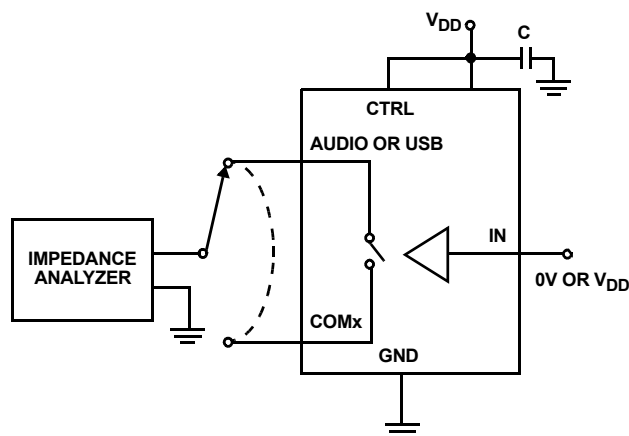 VDD
C
CTRL
AUDIO OR USB
IMPEDANCE
ANALYZER
IN
0V OR VDD
COMx
GND